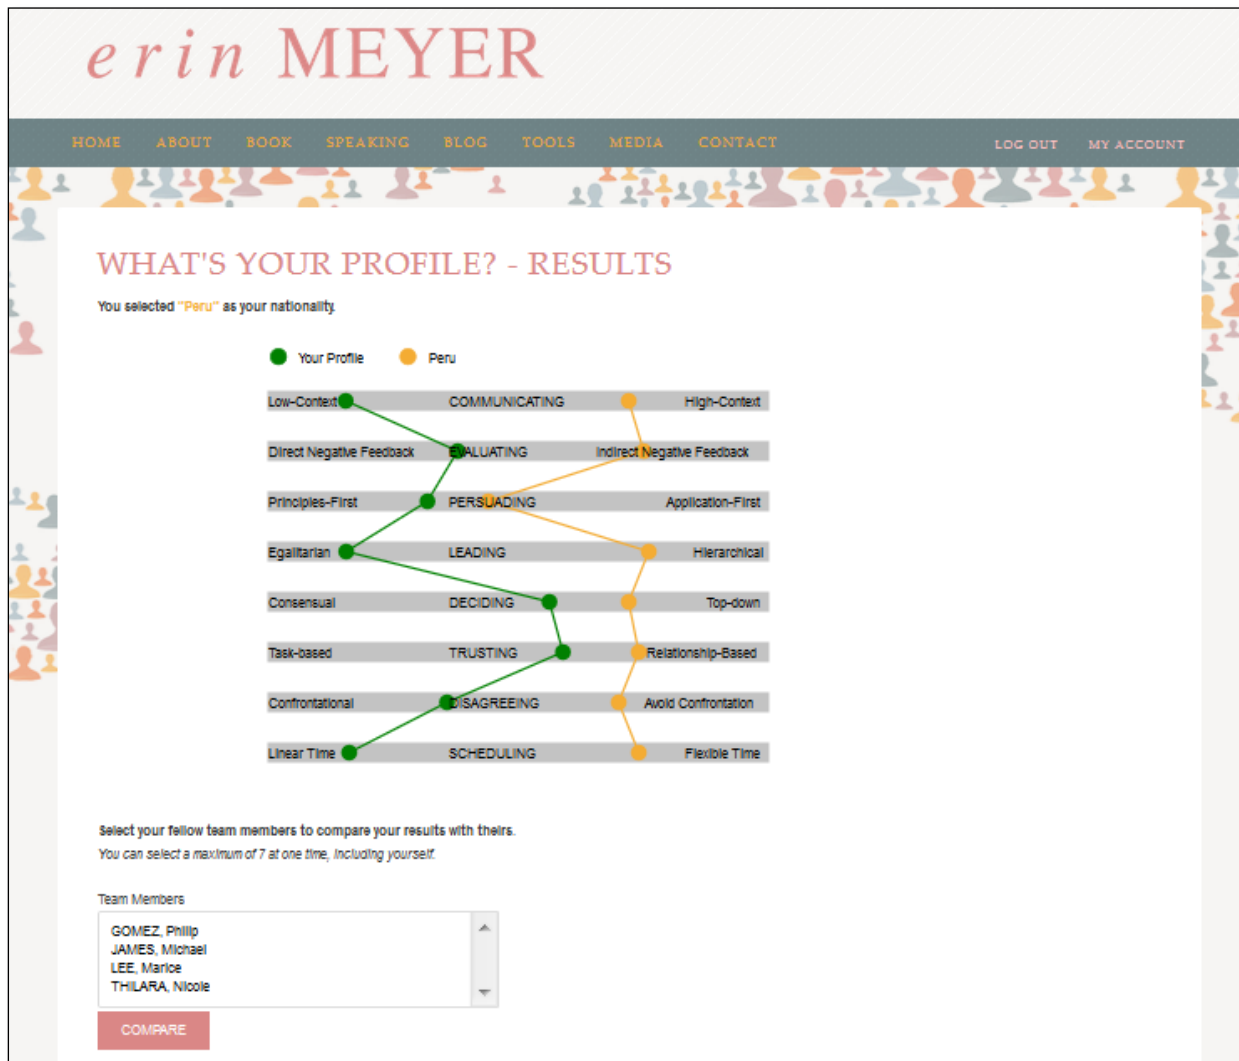 erin MEYER
HOME ABOUT BOOK SPEAKING BLOG TOOLS MEDIA CONTACT LOG OUT MY ACCOUNT
WHAT'S YOUR PROFILE? - RESULTS
You selected "Peru" as your nationality.
Your Profile Peru
Low-Context COMMUNICATING High-Context
Direct Negative Feedback EVALUATING Indirect Negative Feedback
Principles-First PERSUADING Application-First
Egalitarian LEADING Hierarchical
Consensual DECIDING Top-down
Task-based TRUSTING Relationship-Based
Confrontational DISAGREEING Avoid Confrontation
Linear Time SCHEDULING Flexible Time
Select your fellow team members to compare your results with theirs.
You can select a maximum of 7 at one time, including yourself.
Team Members
GOMEZ, Philip
JAMES, Michael
LEE, Marice
THILARA, Nicole
COMPARE